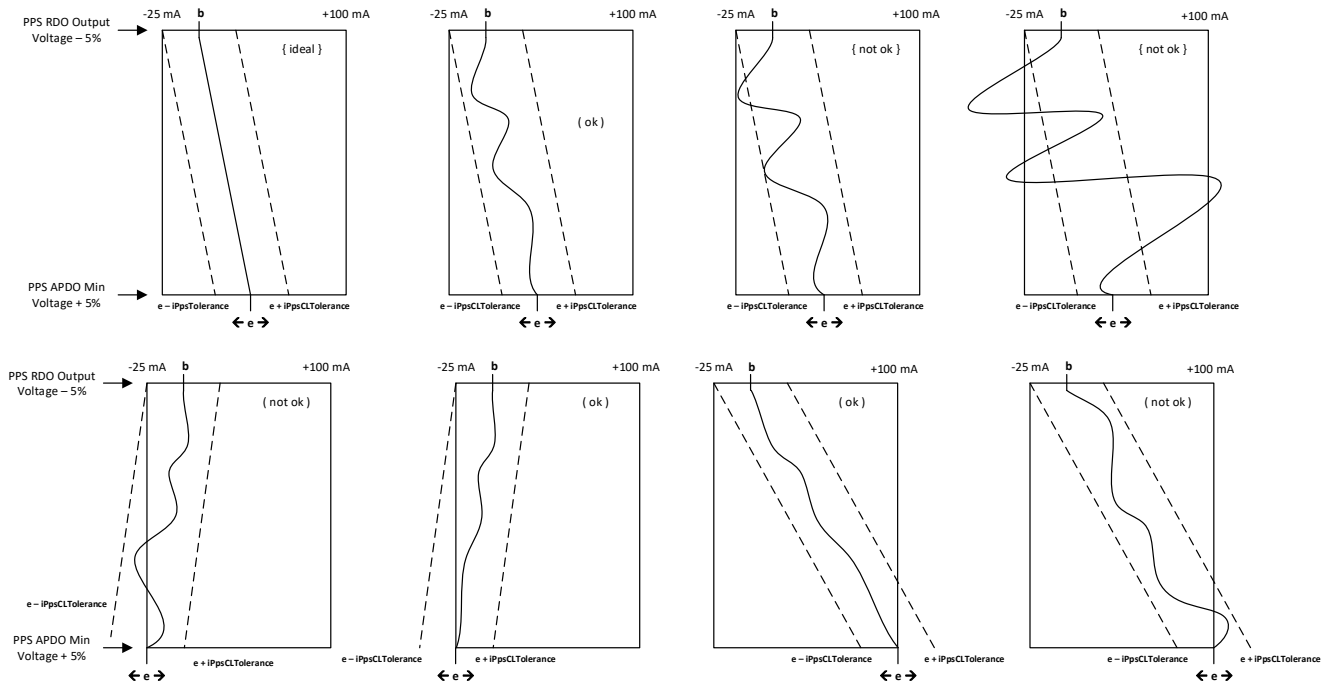 -25 mA b +100 mA
-25 mA b +100 mA
-25 mA b +100 mA
-25 mA b +100 mA
PPS RDO Output
Voltage – 5%
{ ideal }
( ok )
{ not ok }
{ not ok }
PPS APDO Min
Voltage + 5%
e – iPpsTolerance e + iPpsCLTolerance
e – iPpsCLTolerance e + iPpsCLTolerance
e – iPpsCLTolerance e + iPpsCLTolerance
e – iPpsCLTolerance e + iPpsCLTolerance
← e →
← e →
← e →
← e →
-25 mA b +100 mA
-25 mA b +100 mA
-25 mA b +100 mA
-25 mA b +100 mA
PPS RDO Output
Voltage – 5%
( not ok )
( ok )
( ok )
( not ok )
e – iPpsCLTolerance
PPS APDO Min
Voltage + 5%
e + iPpsCLTolerance
e – iPpsCLTolerance e + iPpsCLTolerance
e – iPpsCLTolerance e + iPpsCLTolerance
e – iPpsCLTolerance e + iPpsCLTolerance
← e →
← e →
← e →
← e →